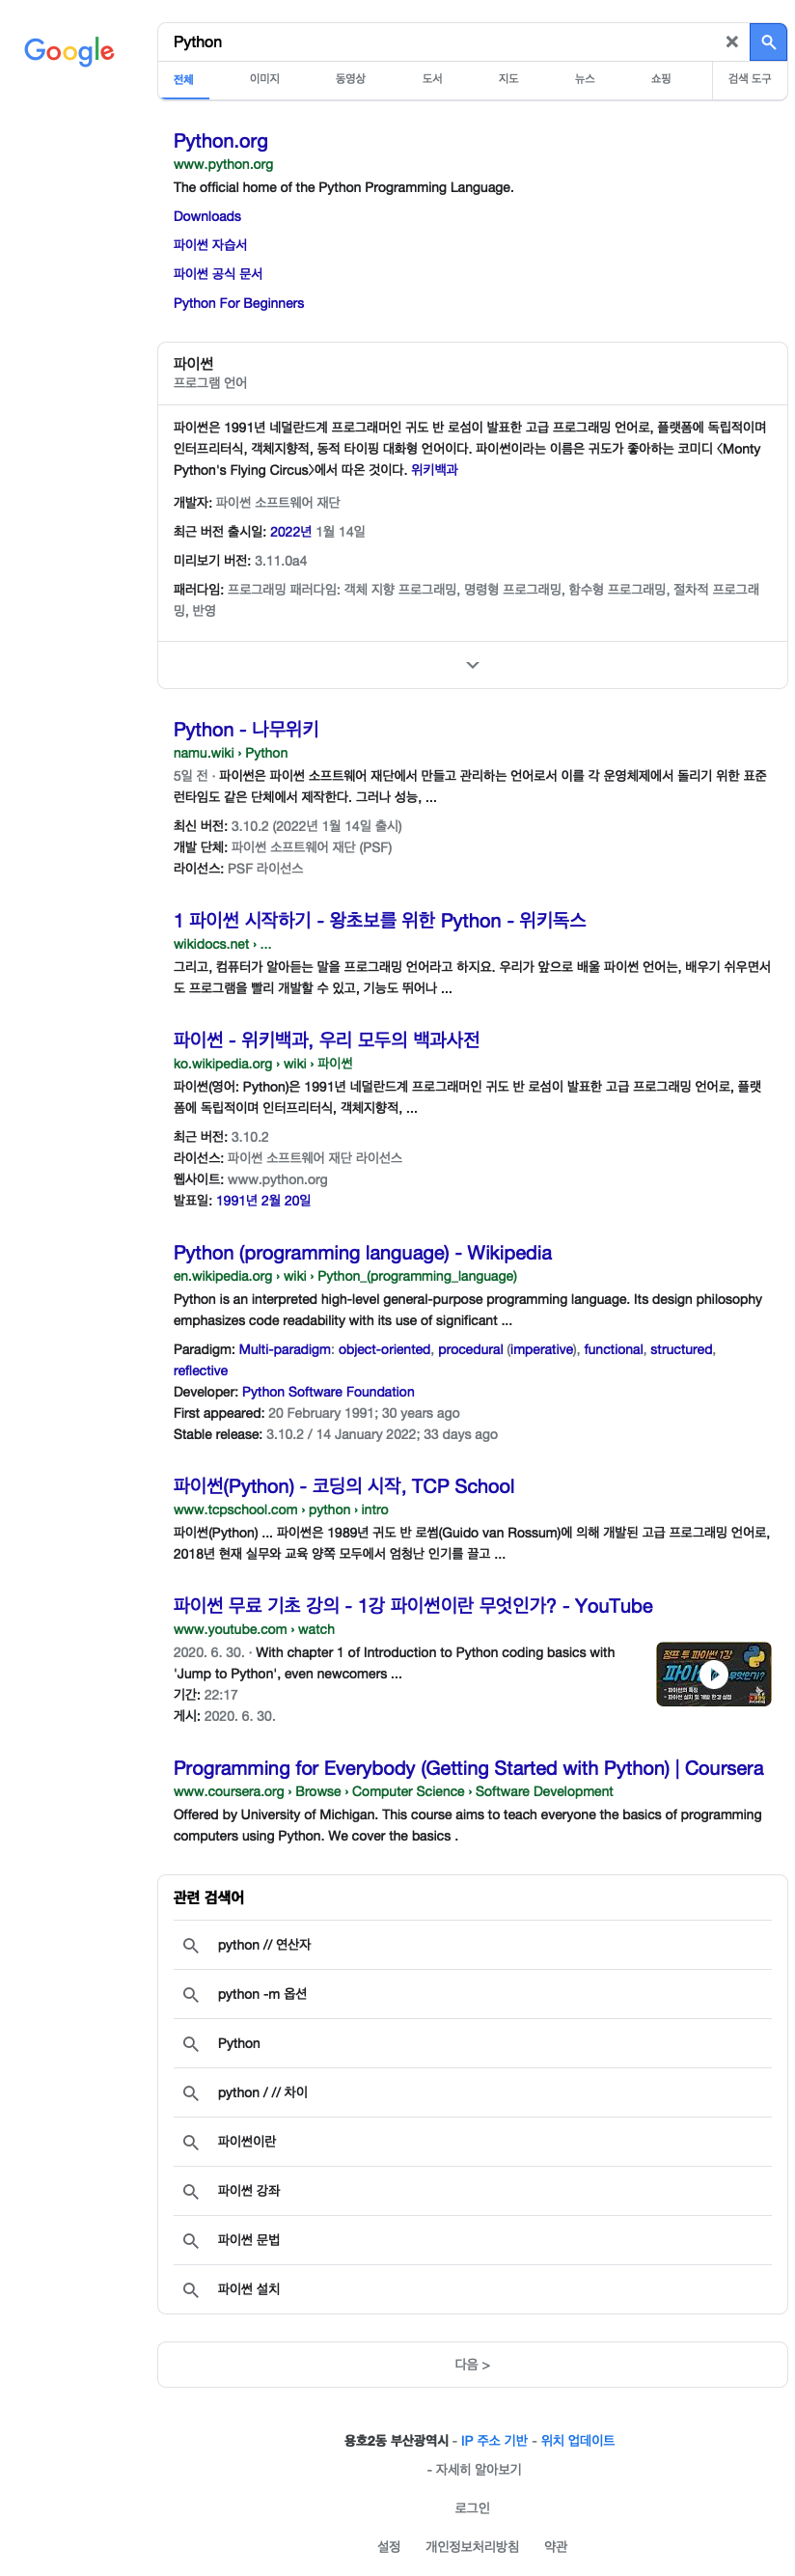 Google
Python
전체 이미지 동영상 도서 지도 뉴스 쇼핑 검색 도구
Python.org
www.python.org
The official home of the Python Programming Language.
Downloads
파이썬 자습서
파이썬 공식 문서
Python For Beginners
파이썬
프로그램 언어
파이썬은 1991년 네덜란드계 프로그래머인 귀도 반 로섬이 발표한 고급 프로그래밍 언어로, 플랫폼에 독립적이며
인터프리터식, 객체지향적, 동적 타이핑 대화형 언어이다. 파이썬이라는 이름은 귀도가 좋아하는 코미디 〈Monty
Python's Flying Circus〉에서 따온 것이다. 위키백과
개발자: 파이썬 소프트웨어 재단
최근 버전 출시일: 2022년 1월 14일
미리보기 버전: 3.11.0a4
패러다임: 프로그래밍 패러다임: 객체 지향 프로그래밍, 명령형 프로그래밍, 함수형 프로그래밍, 절차적 프로그래
밍, 반영
Python - 나무위키
namu.wiki › Python
5일 전 · 파이썬은 파이썬 소프트웨어 재단에서 만들고 관리하는 언어로서 이를 각 운영체제에서 돌리기 위한 표준
런타임도 같은 단체에서 제작한다. 그러나 성능, ...
최신 버전: 3.10.2 (2022년 1월 14일 출시)
개발 단체: 파이썬 소프트웨어 재단 (PSF)
라이선스: PSF 라이선스
1 파이썬 시작하기 - 왕초보를 위한 Python - 위키독스
wikidocs.net › ...
그리고, 컴퓨터가 알아듣는 말을 프로그래밍 언어라고 하지요. 우리가 앞으로 배울 파이썬 언어는, 배우기 쉬우면서
도 프로그램을 빨리 개발할 수 있고, 기능도 뛰어나 ...
파이썬 - 위키백과, 우리 모두의 백과사전
ko.wikipedia.org › wiki › 파이썬
파이썬(영어: Python)은 1991년 네덜란드계 프로그래머인 귀도 반 로섬이 발표한 고급 프로그래밍 언어로, 플랫
폼에 독립적이며 인터프리터식, 객체지향적, ...
최근 버전: 3.10.2
라이선스: 파이썬 소프트웨어 재단 라이선스
웹사이트: www.python.org
발표일: 1991년 2월 20일
Python (programming language) - Wikipedia
en.wikipedia.org › wiki › Python_(programming_language)
Python is an interpreted high-level general-purpose programming language. Its design philosophy
emphasizes code readability with its use of significant ...
Paradigm: Multi-paradigm: object-oriented, procedural (imperative), functional, structured,
reflective
Developer: Python Software Foundation
First appeared: 20 February 1991; 30 years ago
Stable release: 3.10.2 / 14 January 2022; 33 days ago
파이썬(Python) - 코딩의 시작, TCP School
www.tcpschool.com › python › intro
파이썬(Python) ... 파이썬은 1989년 귀도 반 로썸(Guido van Rossum)에 의해 개발된 고급 프로그래밍 언어로,
2018년 현재 실무와 교육 양쪽 모두에서 엄청난 인기를 끌고 ...
파이썬 무료 기초 강의 - 1강 파이썬이란 무엇인가? - YouTube
www.youtube.com › watch
2020. 6. 30. · With chapter 1 of Introduction to Python coding basics with
'Jump to Python', even newcomers ...
기간: 22:17
게시: 2020. 6. 30.
점프 투 파이썬 1강
Programming for Everybody (Getting Started with Python) | Coursera
www.coursera.org › Browse › Computer Science › Software Development
Offered by University of Michigan. This course aims to teach everyone the basics of programming
computers using Python. We cover the basics .
관련 검색어
python // 연산자
python -m 옵션
Python
python / // 차이
파이썬이란
파이썬 강좌
파이썬 문법
파이썬 설치
다음 >
용호2동 부산광역시 - IP 주소 기반 - 위치 업데이트
- 자세히 알아보기
로그인
설정 개인정보처리방침 약관